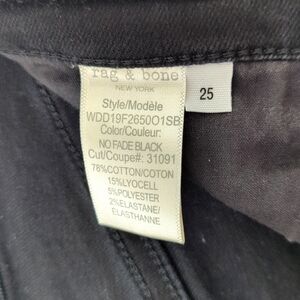 rag & bone
NEW YORK
25
Style/Modèle
WDD19F2650O1SB
Color/Couleur:
NO FADE BLACK
Cut/Coupe#: 31091
78%COTTON/COTON
15%LYOCELL
5%POLYESTER
2%ELASTANE/
ELASTHANNE